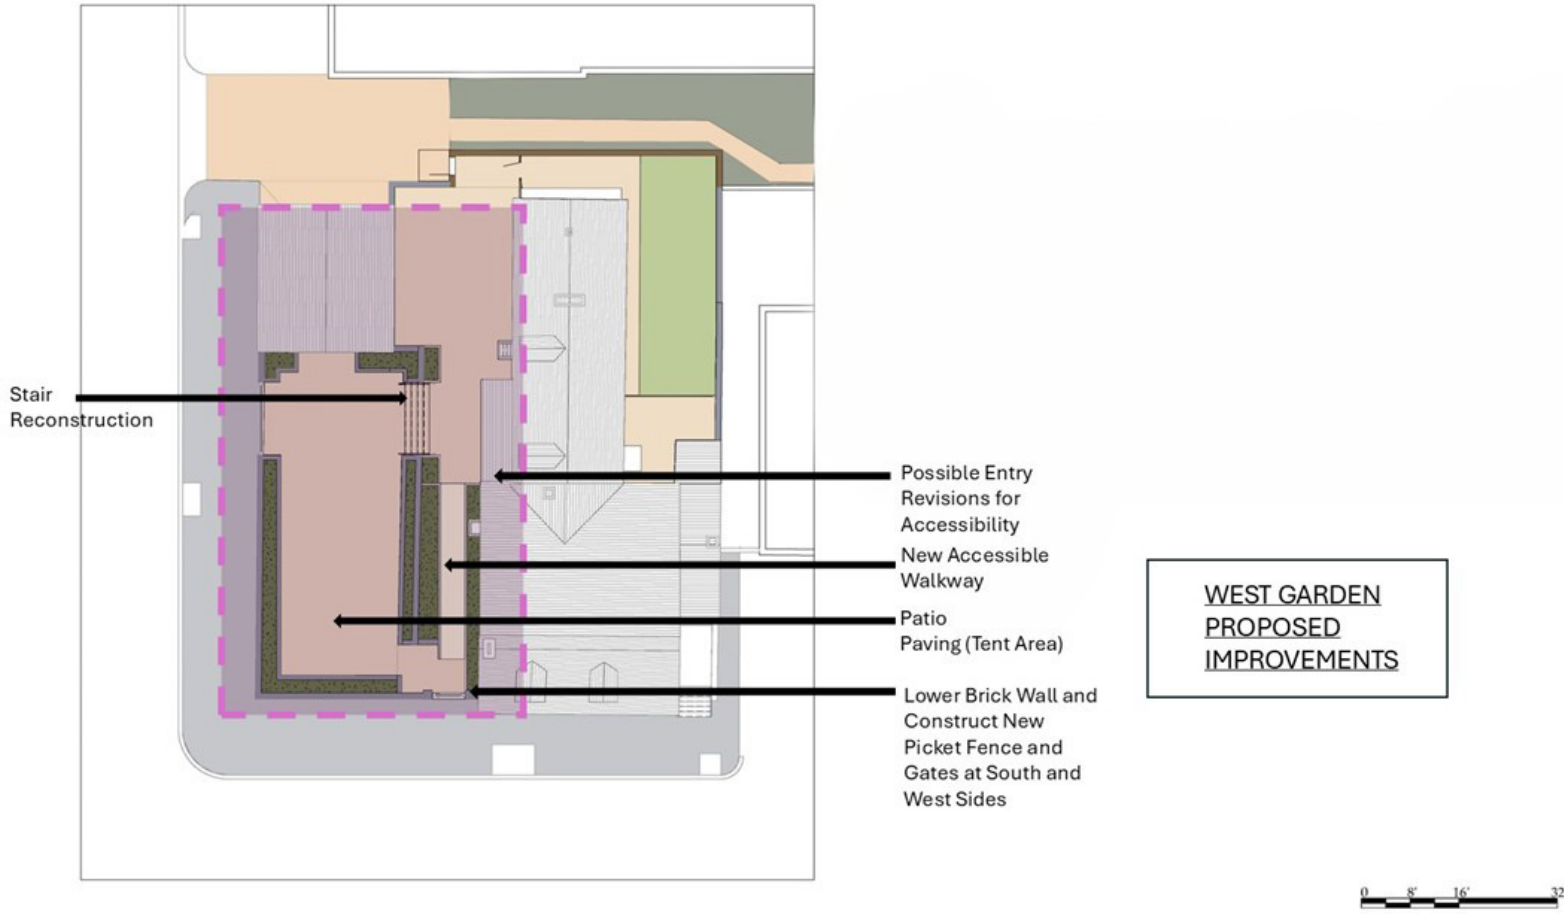 Stair
Reconstruction
Possible Entry
Revisions for
Accessibility
New Accessible
Walkway
Patio
Paving (Tent Area)
Lower Brick Wall and
Construct New
Picket Fence and
Gates at South and
West Sides
WEST GARDEN
PROPOSED
IMPROVEMENTS
0 8' 16' 32